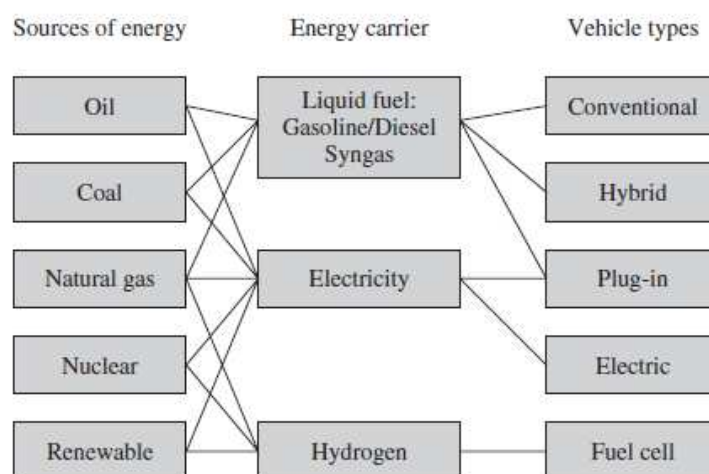 Sources of energy
Energy carrier
Vehicle types
Oil
Liquid fuel:
Gasoline/Diesel
Syngas
Conventional
Coal
Hybrid
Natural gas
Electricity
Plug-in
Nuclear
Electric
Renewable
Hydrogen
Fuel cell